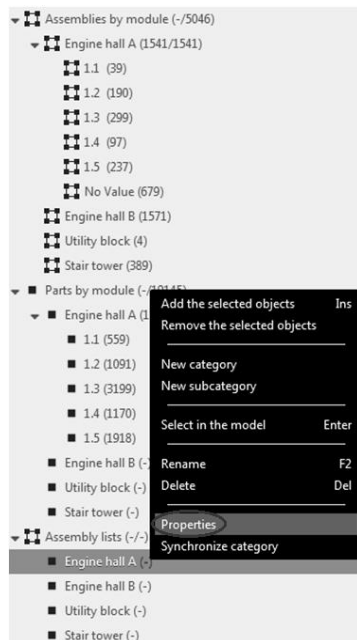 Assemblies by module (-/5046)
Engine hall A (1541/1541)
1.1 (39)
1.2 (190)
1.3 (299)
1.4 (97)
1.5 (237)
No Value (679)
Engine hall B (1571)
Utility block (4)
Stair tower (389)
Parts by module (-/19145)
Engine hall A (1
1.1 (559)
1.2 (1091)
1.3 (3199)
1.4 (1170)
1.5 (1918)
Engine hall B (-)
Utility block (-)
Stair tower (-)
Assembly lists (-/-)
Engine hall A (-)
Engine hall B (-)
Utility block (-)
Stair tower (-)
Add the selected objects Ins
Remove the selected objects
New category
New subcategory
Select in the model Enter
Rename F2
Delete Del
Properties
Synchronize category